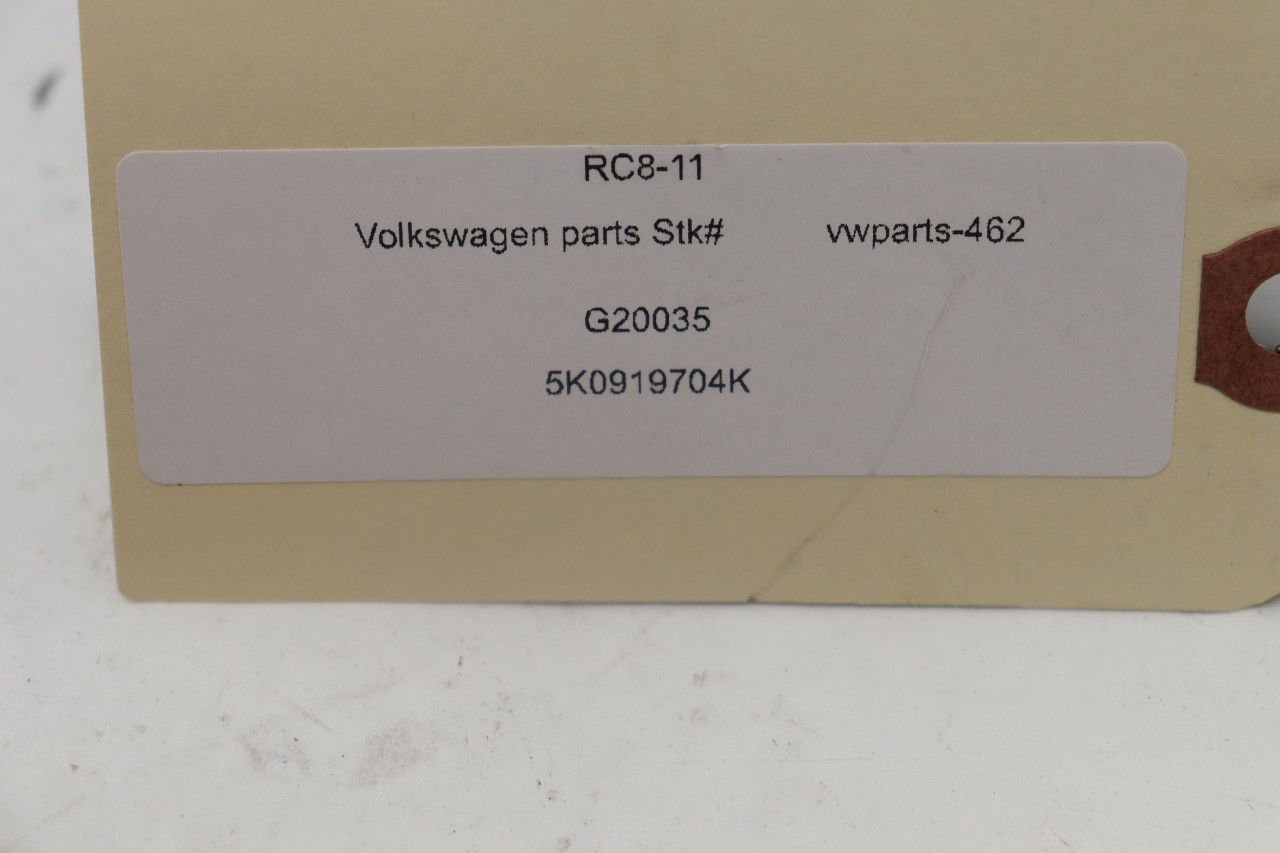 RC8-11
Volkswagen parts Stk# vwparts-462
G20035
5K0919704K